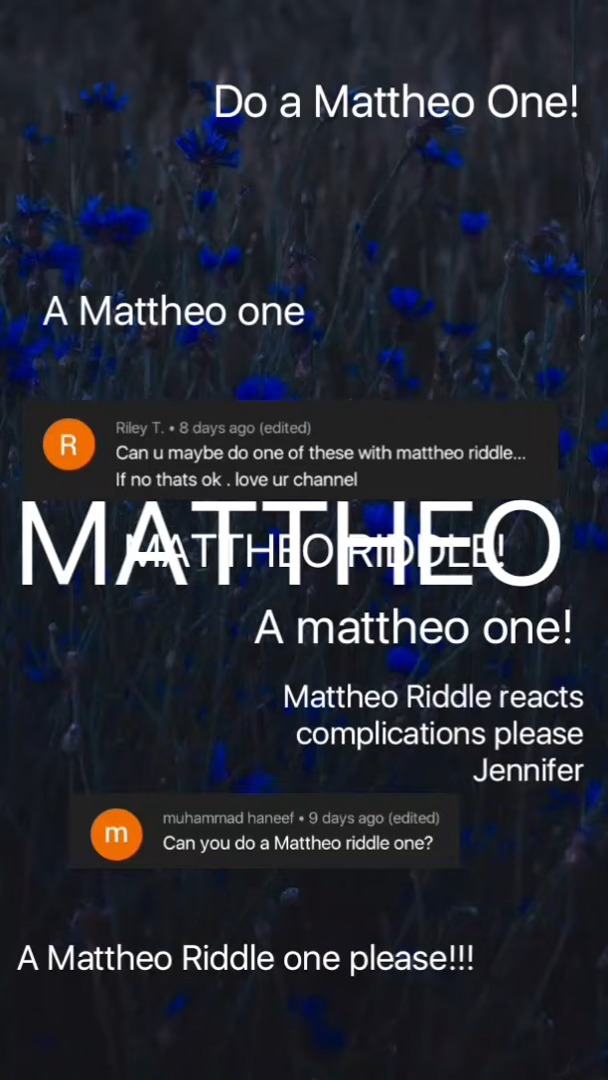 Do a Mattheo One!
A Mattheo one
R
Riley T. • 8 days ago (edited)
Can u maybe do one of these with mattheo riddle...
If no thats ok . love ur channel
MATTHEO
MATTHEO RIDDLE!
A mattheo one!
Mattheo Riddle reacts
complications please
Jennifer
m
muhammad haneef • 9 days ago (edited)
Can you do a Mattheo riddle one?
A Mattheo Riddle one please!!!